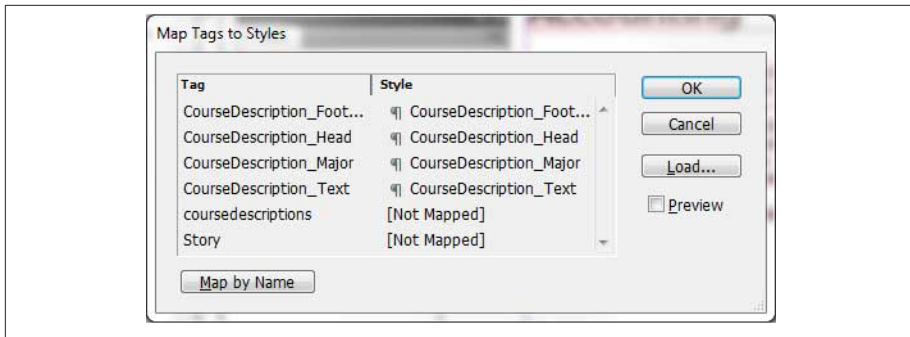 Map Tags to Styles
Tag Style
CourseDescription_Foot... ¶ CourseDescription_Foot...
CourseDescription_Head ¶ CourseDescription_Head
CourseDescription_Major ¶ CourseDescription_Major
CourseDescription_Text ¶ CourseDescription_Text
coursedescriptions [Not Mapped]
Story [Not Mapped]
OK
Cancel
Load...
Preview
Map by Name